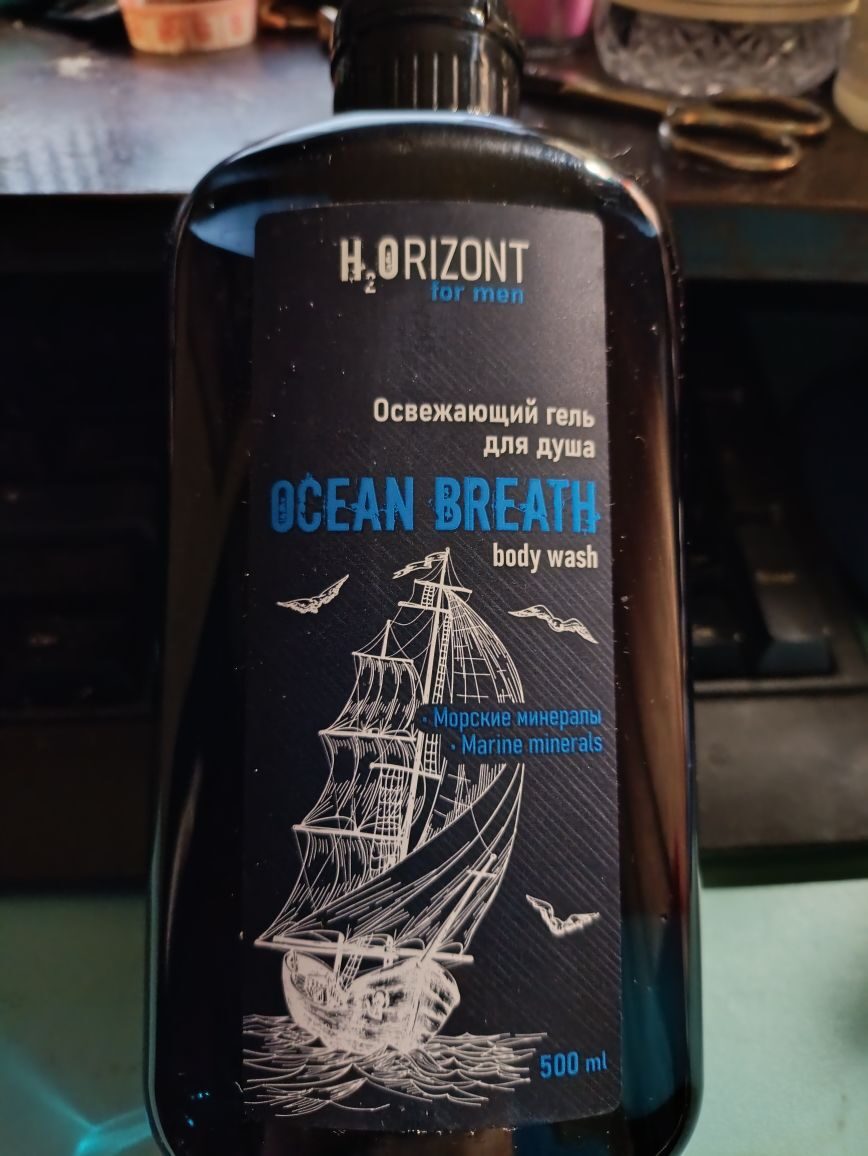 H₂ORIZONT
for men
Освежающий гель
для душа
OCEAN BREATH
body wash
· Морские минералы
· Marine minerals
500 ml